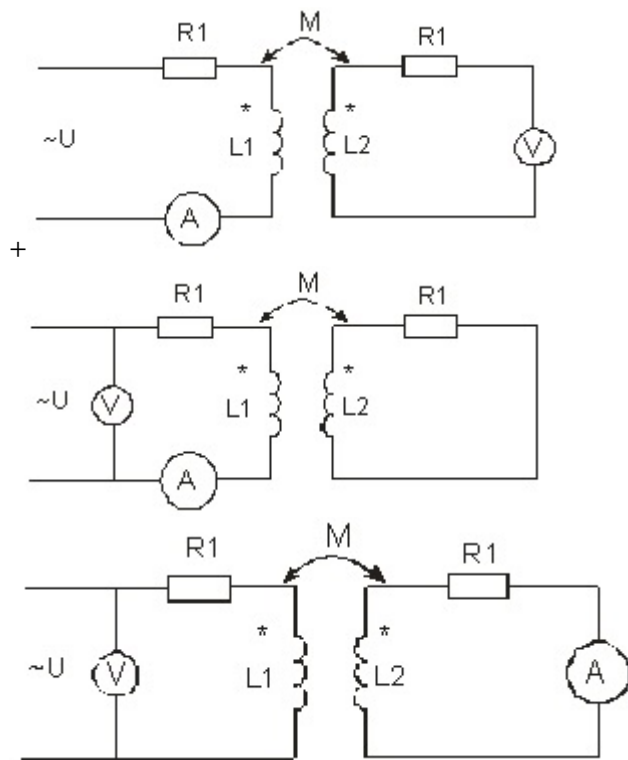 M
R1 R1
* *
~U L1 L2 V
A
+
M
R1 R1
* *
~U V L1 L2
A
M
R1 R1
* *
~U V L1 L2 A